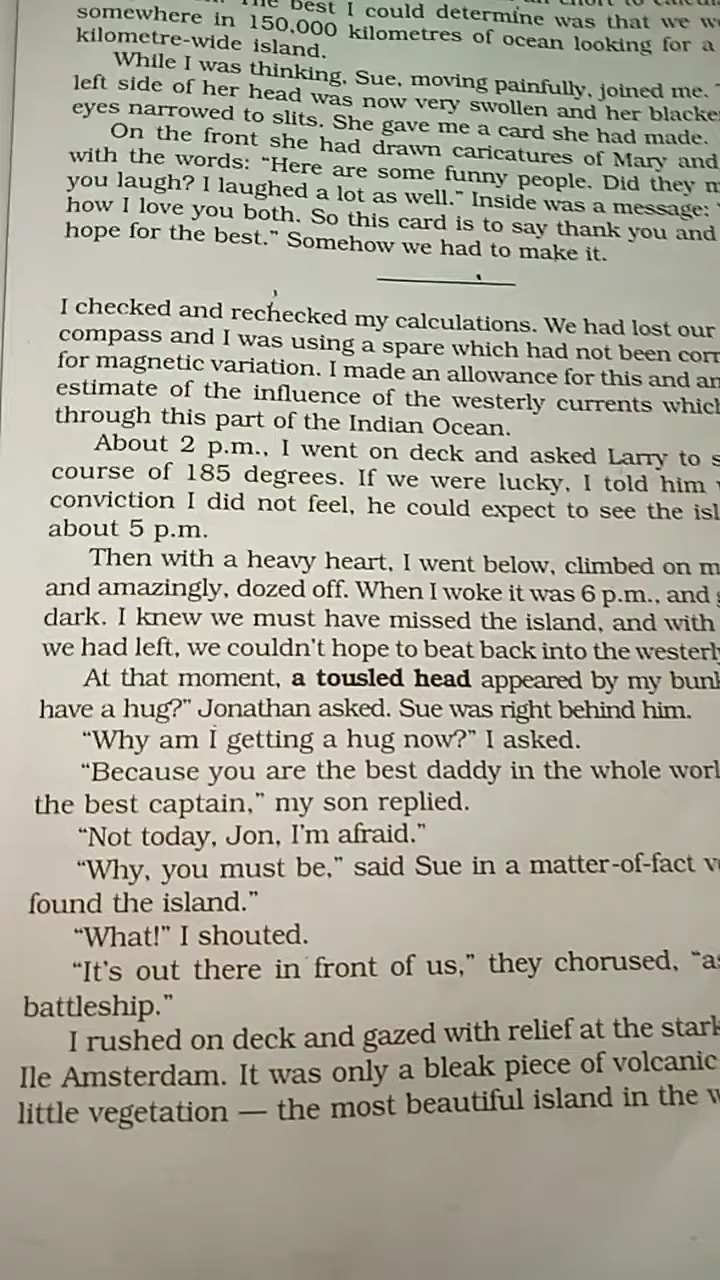 best I could determine was that we
somewhere in 150,000 kilometres of ocean looking for a
kilometre-wide island.
While I was thinking, Sue, moving painfully, joined me.
left side of her head was now very swollen and her blacke
eyes narrowed to slits. She gave me a card she had made.
On the front she had drawn caricatures of Mary and
with the words: “Here are some funny people. Did they m
you laugh? I laughed a lot as well.” Inside was a message:
how I love you both. So this card is to say thank you and
hope for the best.” Somehow we had to make it.
I checked and rechecked my calculations. We had lost our
compass and I was using a spare which had not been corr
for magnetic variation. I made an allowance for this and an
estimate of the influence of the westerly currents which
through this part of the Indian Ocean.
About 2 p.m., I went on deck and asked Larry to s
course of 185 degrees. If we were lucky, I told him
conviction I did not feel, he could expect to see the isl
about 5 p.m.
Then with a heavy heart, I went below, climbed on m
and amazingly, dozed off. When I woke it was 6 p.m., and g
dark. I knew we must have missed the island, and with
we had left, we couldn’t hope to beat back into the westerl
At that moment, a tousled head appeared by my bunk
have a hug?” Jonathan asked. Sue was right behind him.
“Why am I getting a hug now?” I asked.
“Because you are the best daddy in the whole worl
the best captain,” my son replied.
“Not today, Jon, I’m afraid.”
“Why, you must be,” said Sue in a matter-of-fact v
found the island.”
“What!” I shouted.
“It’s out there in front of us,” they chorused, “as
battleship.”
I rushed on deck and gazed with relief at the stark
Ile Amsterdam. It was only a bleak piece of volcanic
little vegetation — the most beautiful island in the w